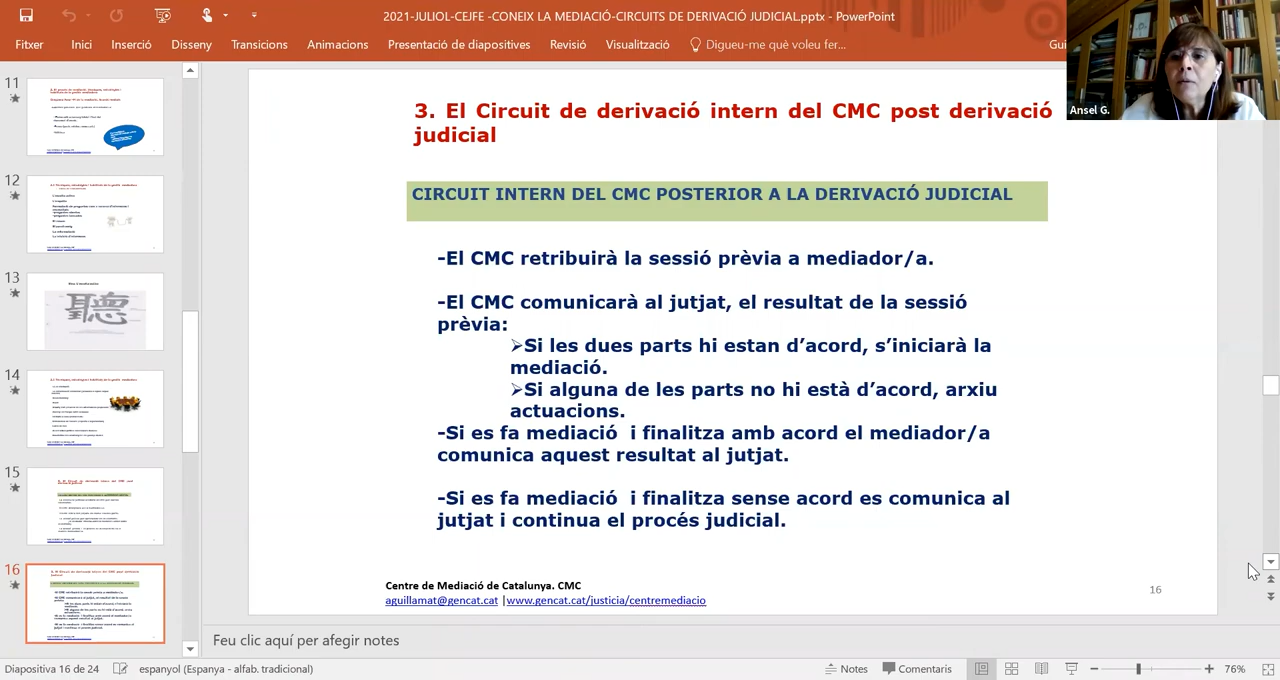 2021-JULIOL-CEJFE -CONEIX LA MEDIACIÓ-CIRCUITS DE DERIVACIÓ JUDICIAL.pptx - PowerPoint
Fitxer Inici Inserció Disseny Transicions Animacions Presentació de diapositives Revisió Visualització Digueu-me què voleu fer...
Ansel G.
11
12
13
聽
14
15
16
3. El Circuit de derivació intern del CMC post derivació
judicial
CIRCUIT INTERN DEL CMC POSTERIOR A LA DERIVACIÓ JUDICIAL
-El CMC retribuirà la sessió prèvia a mediador/a.
-El CMC comunicarà al jutjat, el resultat de la sessió
prèvia:
➢Si les dues parts hi estan d’acord, s’iniciarà la
mediació.
➢Si alguna de les parts no hi està d’acord, arxiu
actuacions.
-Si es fa mediació i finalitza amb acord el mediador/a
comunica aquest resultat al jutjat.
-Si es fa mediació i finalitza sense acord es comunica al
jutjat i continua el procés judicial.
Centre de Mediació de Catalunya. CMC
aguillamat@gencat.cat |www.gencat.cat/justicia/centremediacio
16
Feu clic aquí per afegir notes
Diapositiva 16 de 24 espanyol (Espanya - alfab. tradicional) Notes Comentaris 76%